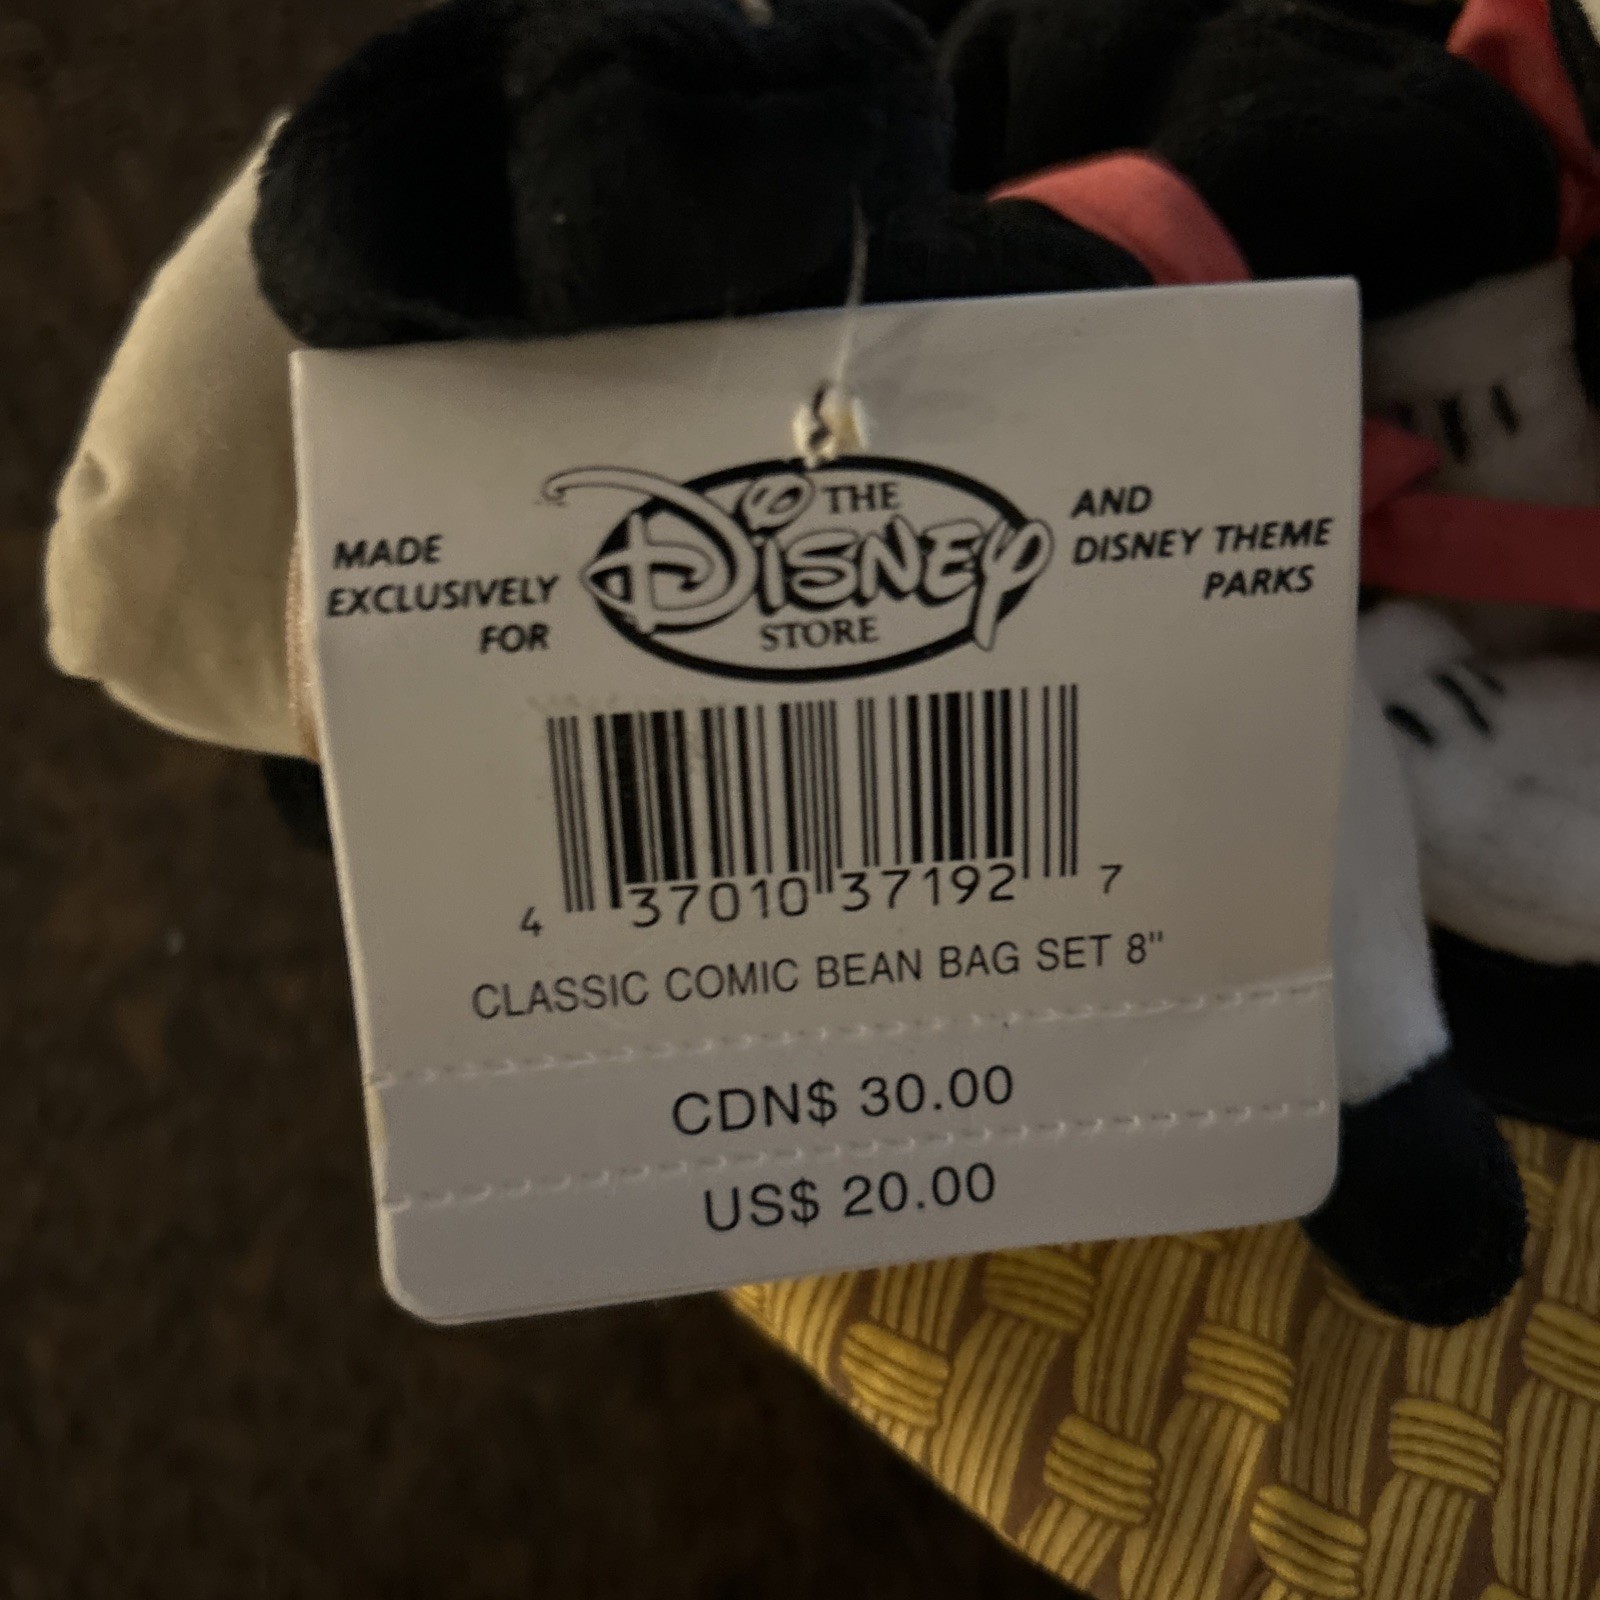 MADE
EXCLUSIVELY
FOR
THE
DISNEY
STORE
AND
DISNEY THEME
PARKS
4 37010 37192 7
CLASSIC COMIC BEAN BAG SET 8"
CDN$ 30.00
US$ 20.00